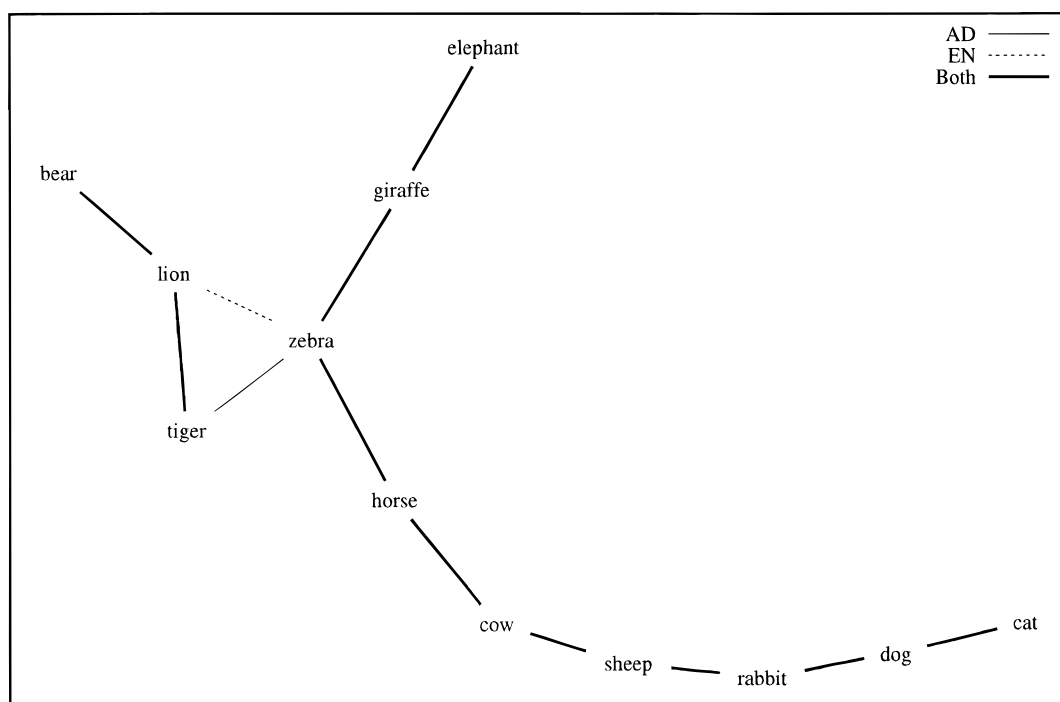 AD
EN
Both
elephant
bear
giraffe
lion
zebra
tiger
horse
cow
cat
sheep
dog
rabbit